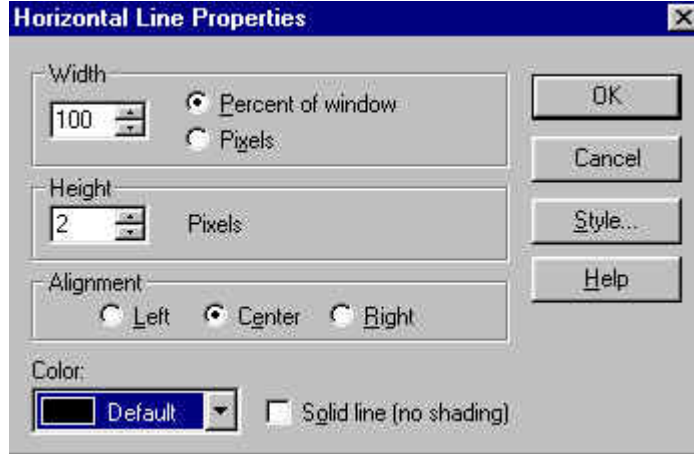 Horizontal Line Properties
Width
100
Percent of window
Pixels
Height
2
Pixels
Alignment
Left
Center
Right
Color:
Default
Solid line (no shading)
OK
Cancel
Style...
Help